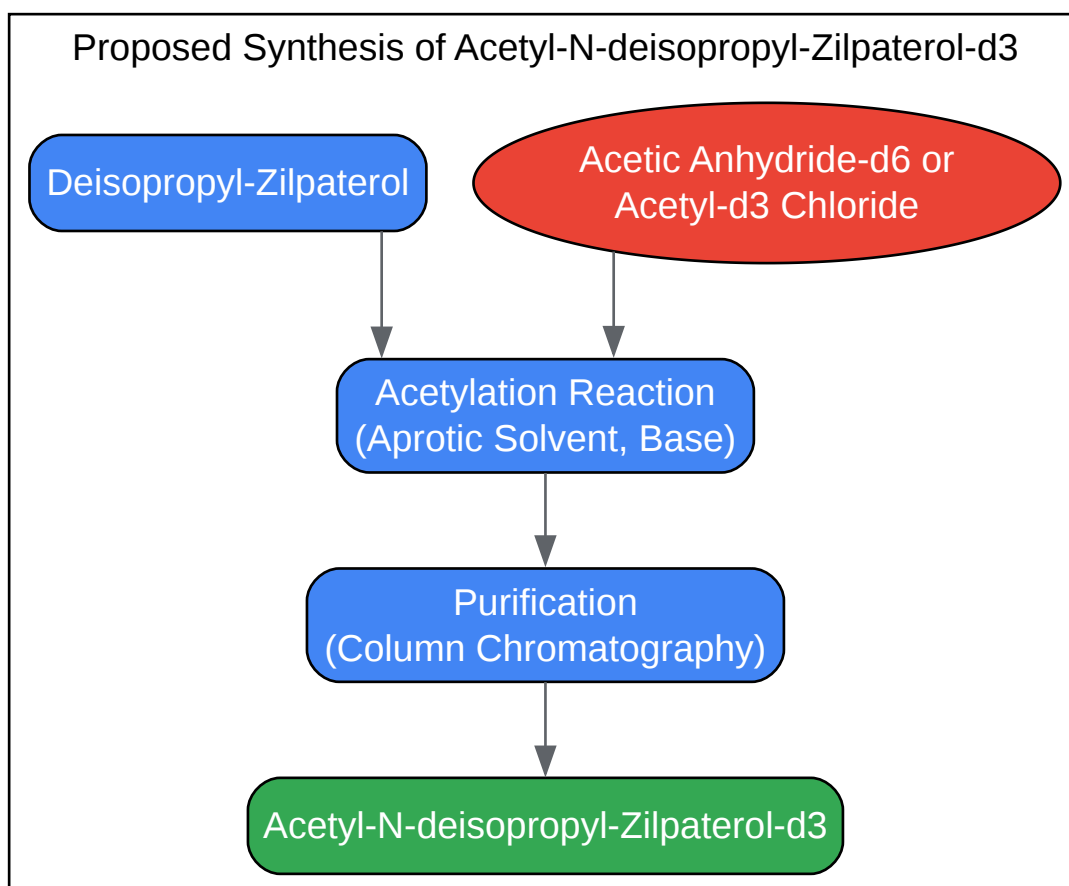 Proposed Synthesis of Acetyl-N-deisopropyl-Zilpaterol-d3
Deisopropyl-Zilpaterol
Acetic Anhydride-d6 or
Acetyl-d3 Chloride
Acetylation Reaction
(Aprotic Solvent, Base)
Purification
(Column Chromatography)
Acetyl-N-deisopropyl-Zilpaterol-d3